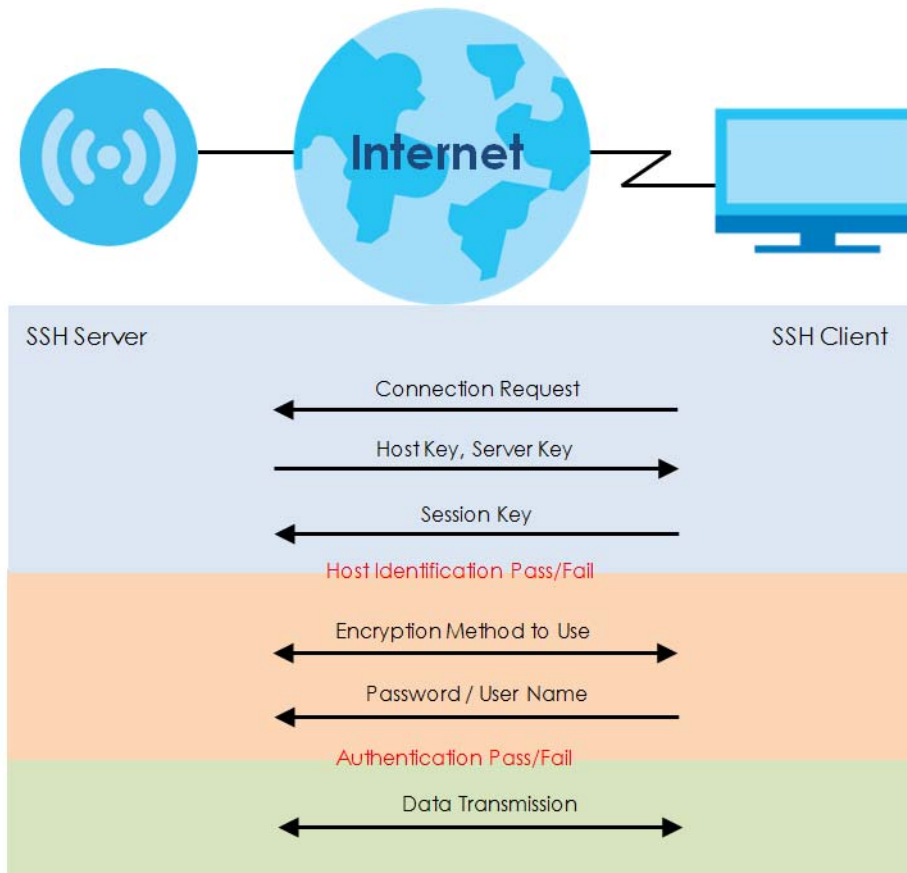 Internet
SSH Server
SSH Client
Connection Request
Host Key, Server Key
Session Key
Host Identification Pass/Fail
Encryption Method to Use
Password / User Name
Authentication Pass/Fail
Data Transmission